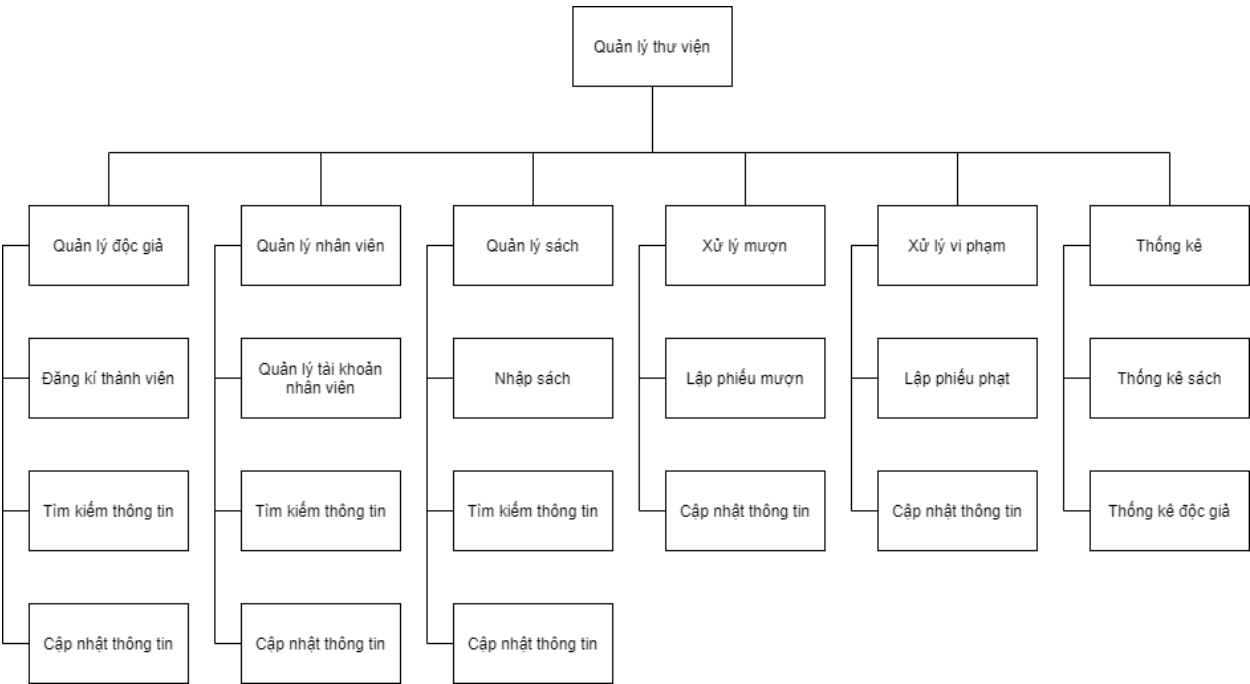 Quản lý thư viện
Quản lý độc giả
Quản lý nhân viên
Quản lý sách
Xử lý mượn
Xử lý vi phạm
Thống kê
Đăng kí thành viên
Quản lý tài khoản
nhân viên
Nhập sách
Lập phiếu mượn
Lập phiếu phạt
Thống kê sách
Tìm kiếm thông tin
Tìm kiếm thông tin
Tìm kiếm thông tin
Cập nhật thông tin
Cập nhật thông tin
Thống kê độc giả
Cập nhật thông tin
Cập nhật thông tin
Cập nhật thông tin